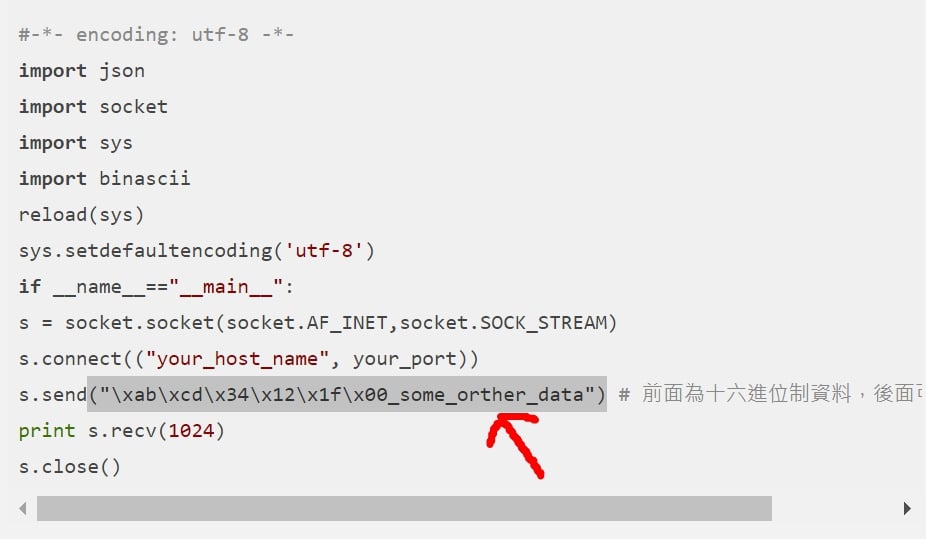 #-*- encoding: utf-8 -*-
import json
import socket
import sys
import binascii
reload(sys)
sys.setdefaultencoding('utf-8')
if __name__=="__main__":
s = socket.socket(socket.AF_INET,socket.SOCK_STREAM)
s.connect(("your_host_name", your_port))
s.send("\xab\xcd\x34\x12\x1f\x00_some_orther_data") # 前面為十六進位制資料，後面
print s.recv(1024)
s.close()